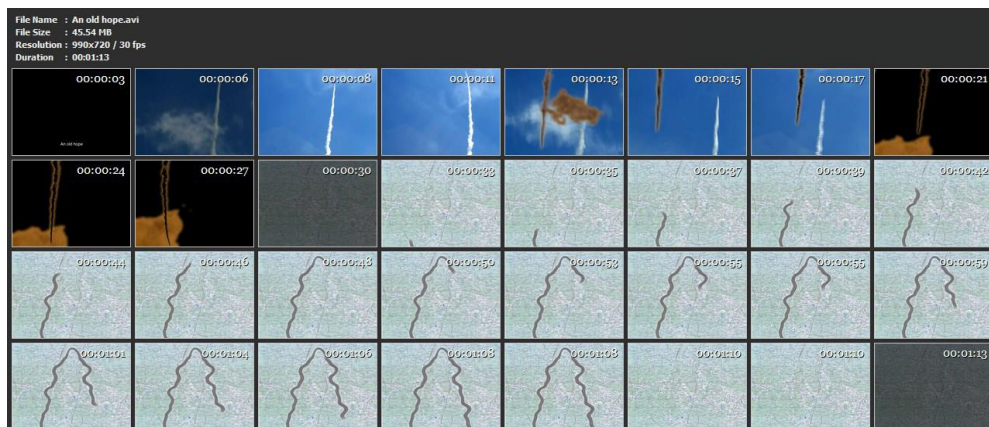 File Name : An old hope.avi
File Size : 45.54 MB
Resolution : 990x720 / 30 fps
Duration : 00:01:13
00:00:03 00:00:06 00:00:08 00:00:11 00:00:13 00:00:15 00:00:17 00:00:21
An old hope
00:00:24 00:00:27 00:00:30 00:00:33 00:00:35 00:00:37 00:00:39 00:00:42
00:00:44 00:00:46 00:00:48 00:00:50 00:00:53 00:00:55 00:00:55 00:00:59
00:01:01 00:01:04 00:01:06 00:01:08 00:01:08 00:01:10 00:01:10 00:01:13